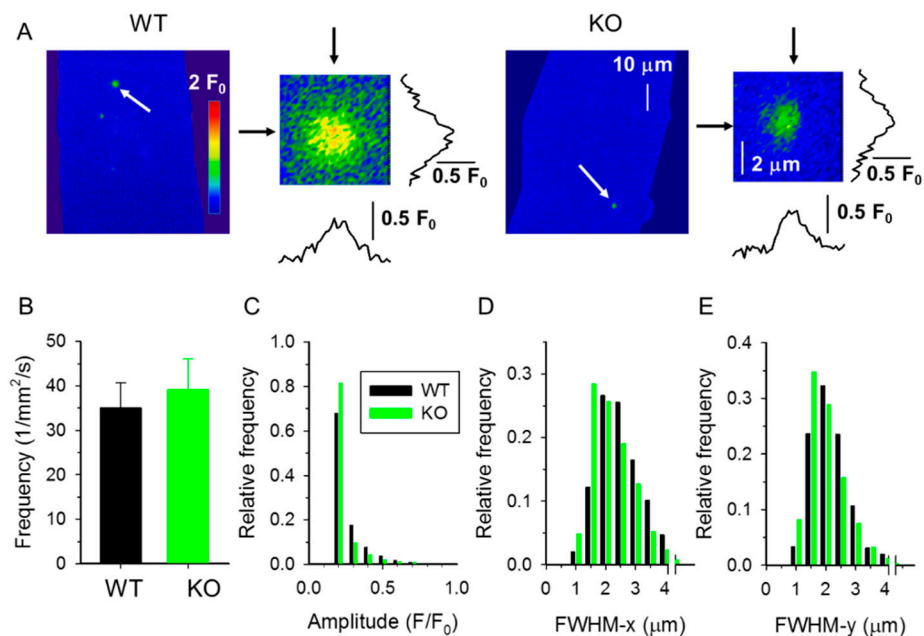 A
WT
KO
2 F₀
10 μm
0.5 F₀
2 μm
0.5 F₀
0.5 F₀
0.5 F₀
B
C
D
E
Frequency (1/mm²/s)
50
40
30
20
10
0
WT
KO
Relative frequency
1.0
0.8
0.6
0.4
0.2
0.0
WT
KO
0.0
0.5
1.0
Amplitude (F/F₀)
Relative frequency
0.3
0.2
0.1
0.0
0
1
2
3
4
FWHM-x (μm)
Relative frequency
0.4
0.3
0.2
0.1
0.0
0
1
2
3
4
FWHM-y (μm)